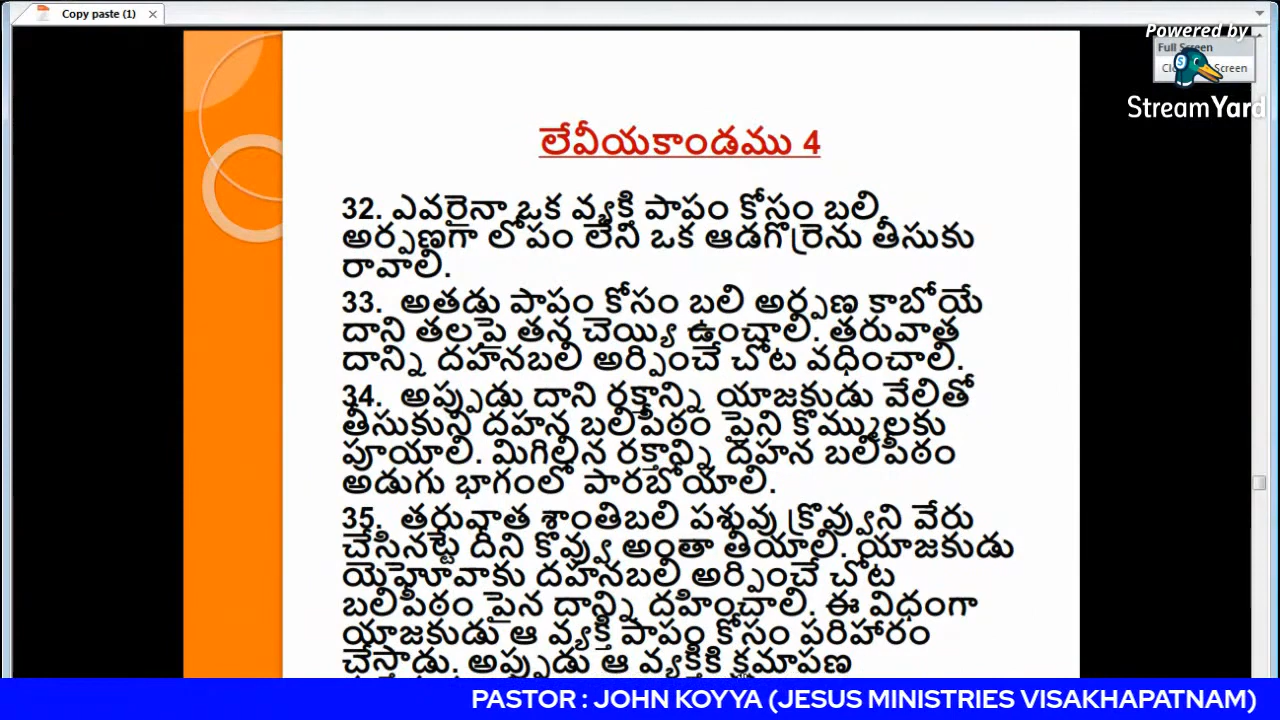 Copy paste (1)
Powered by
Full Screen
Screen
StreamYard
లేవీయకాండము 4
32. ఎవరైనా ఒక వ్యక్తి పాపం కోసం బలి
అర్పణగా లోపం లేని ఒక ఆడగొర్రెను తీసుకు
రావాలి.
33. అతడు పాపం కోసం బలి అర్పణ కాబోయే
దాని తలపై తన చెయ్యి ఉంచాలి. తరువాత
దాన్ని దహనబలి అర్పించే చోట వధించాలి.
34. అప్పుడు దాని రక్తాన్ని యాజకుడు వేలితో
తీసుకుని దహన బలిపీఠం పైని కొమ్ములకు
పూయాలి. మిగిలిన రక్తాన్ని దహన బలిపీఠం
అడుగు భాగంలో పారబోయాలి.
35. తరువాత శాంతిబలి పశువు క్రొవ్వుని వేరు
చేసినట్టే దీని కొవ్వు అంతా తీయాలి. యాజకుడు
యెహోవాకు దహనబలి అర్పించే చోట
బలిపీఠం పైన దాన్ని దహించాలి. ఈ విధంగా
యాజకుడు ఆ వ్యక్తి పాపం కోసం పరిహారం
చేస్తాడు. అప్పుడు ఆ వ్యక్తికి క్షమాపణ
PASTOR : JOHN KOYYA (JESUS MINISTRIES VISAKHAPATNAM)